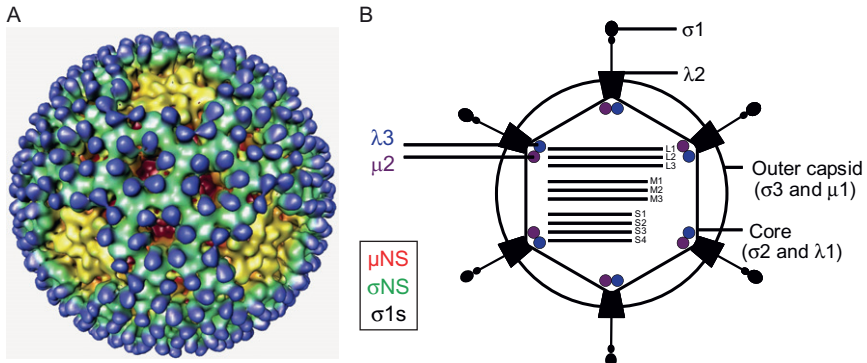 A
B
σ1
λ2
λ3
μ2
L1
L2
L3
M1
M2
M3
S1
S2
S3
S4
Outer capsid
(σ3 and μ1)
Core
(σ2 and λ1)
μNS
σNS
σ1s